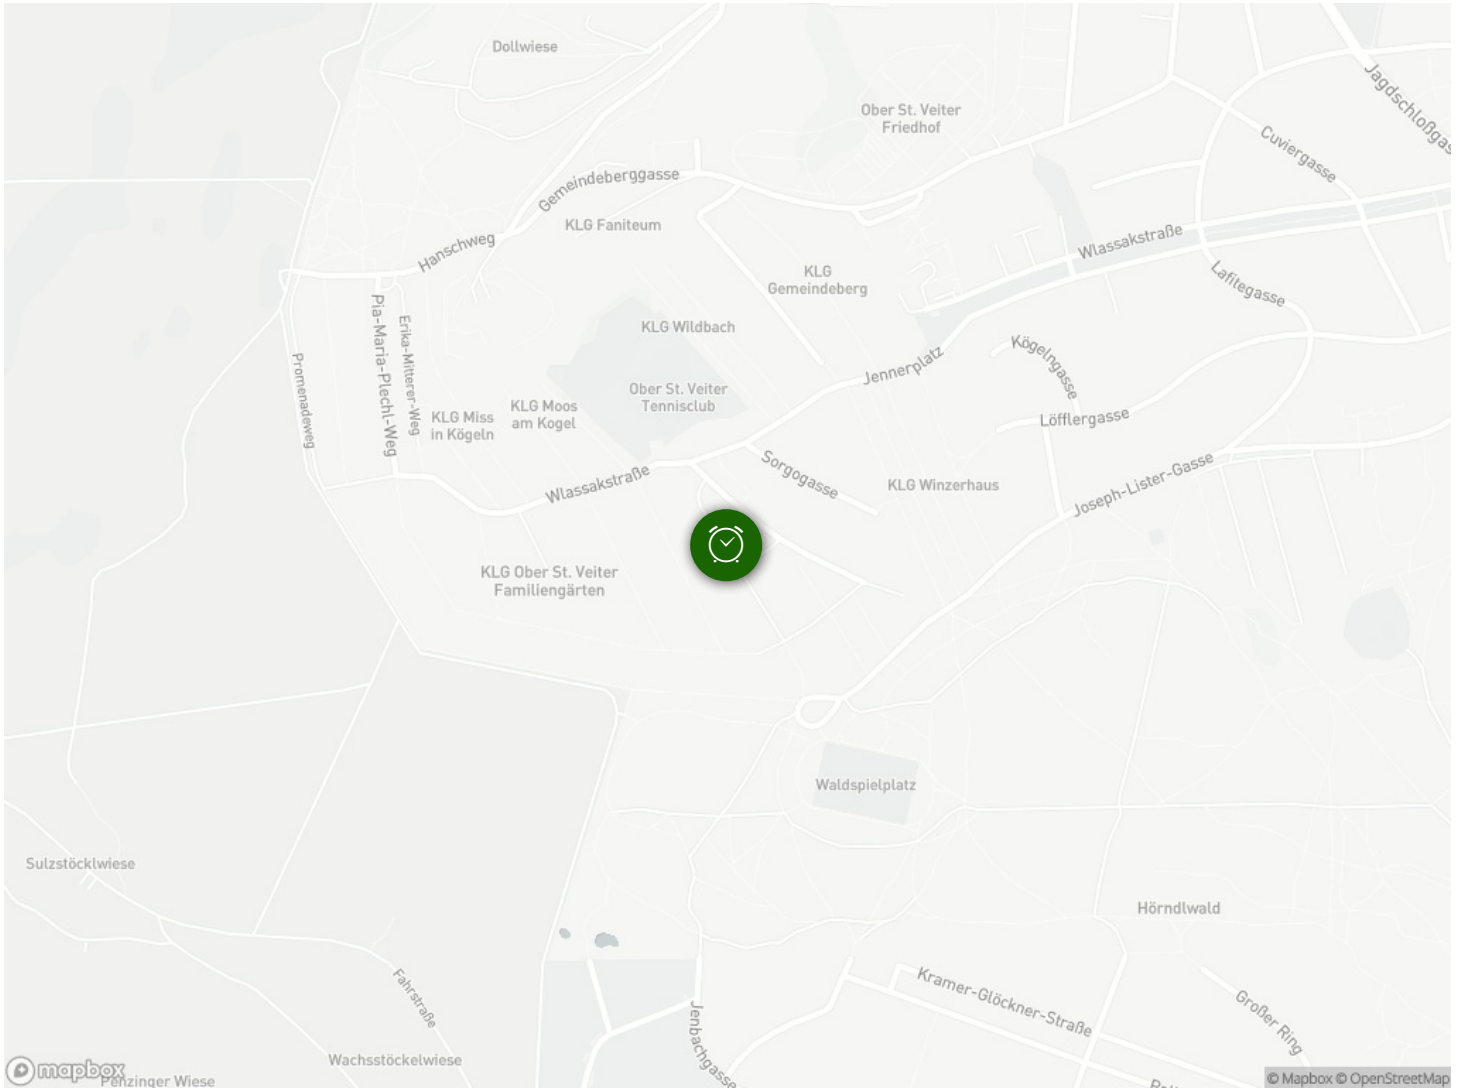 Dollwiese
Jagdschloßgas
Ober St. Veiter
Friedhof
Cuviergasse
Gemeindeberggasse
KLG Faniteum
Hanschweg
Wlassakstraße
KLG
Gemeindeberg
Lafitegasse
Pia-Maria-Plechl-Weg
Erika-Mitterer-Weg
KLG Wildbach
Promenadeweg
Jennerplatz
Kögelngasse
Ober St. Veiter
Tennisclub
KLG Miss
in Kögeln
KLG Moos
am Kogel
Löfflergasse
Sorgogasse
Wlassakstraße
KLG Winzerhaus
Joseph-Lister-Gasse
KLG Ober St. Veiter
Familiengärten
Waldspielplatz
Sulzstöcklwiese
Hörndlwald
Fahrstraße
Kramer-Glöckner-Straße
Großer Ring
Jenbachgasse
Wachsstöckelwiese
mapbox
Penzinger Wiese
© Mapbox © OpenStreetMap